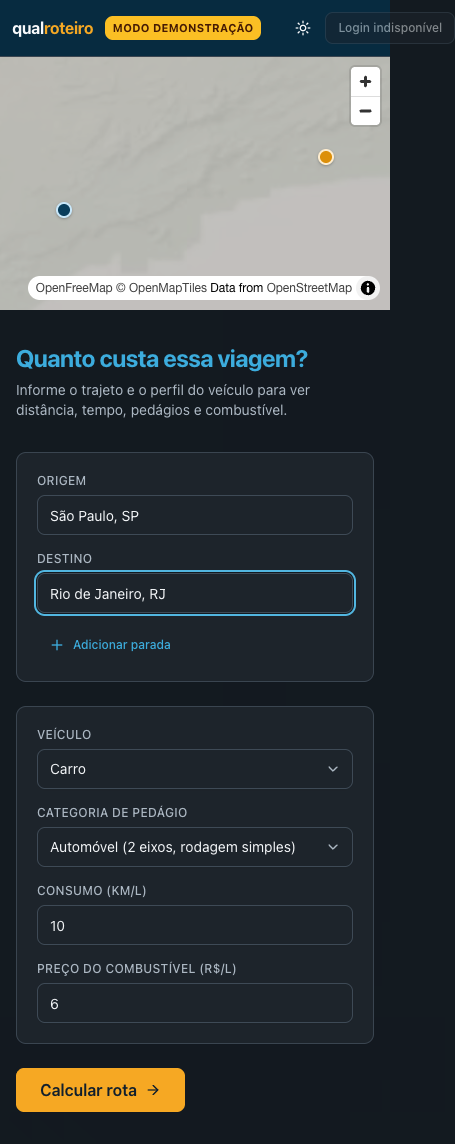 qualroteiro MODO DEMONSTRAÇÃO Login indisponível
OpenFreeMap © OpenMapTiles Data from OpenStreetMap
Quanto custa essa viagem?
Informe o trajeto e o perfil do veículo para ver
distância, tempo, pedágios e combustível.
ORIGEM
São Paulo, SP
DESTINO
Rio de Janeiro, RJ
Adicionar parada
VEÍCULO
Carro
CATEGORIA DE PEDÁGIO
Automóvel (2 eixos, rodagem simples)
CONSUMO (KM/L)
10
PREÇO DO COMBUSTÍVEL (R$/L)
6
Calcular rota